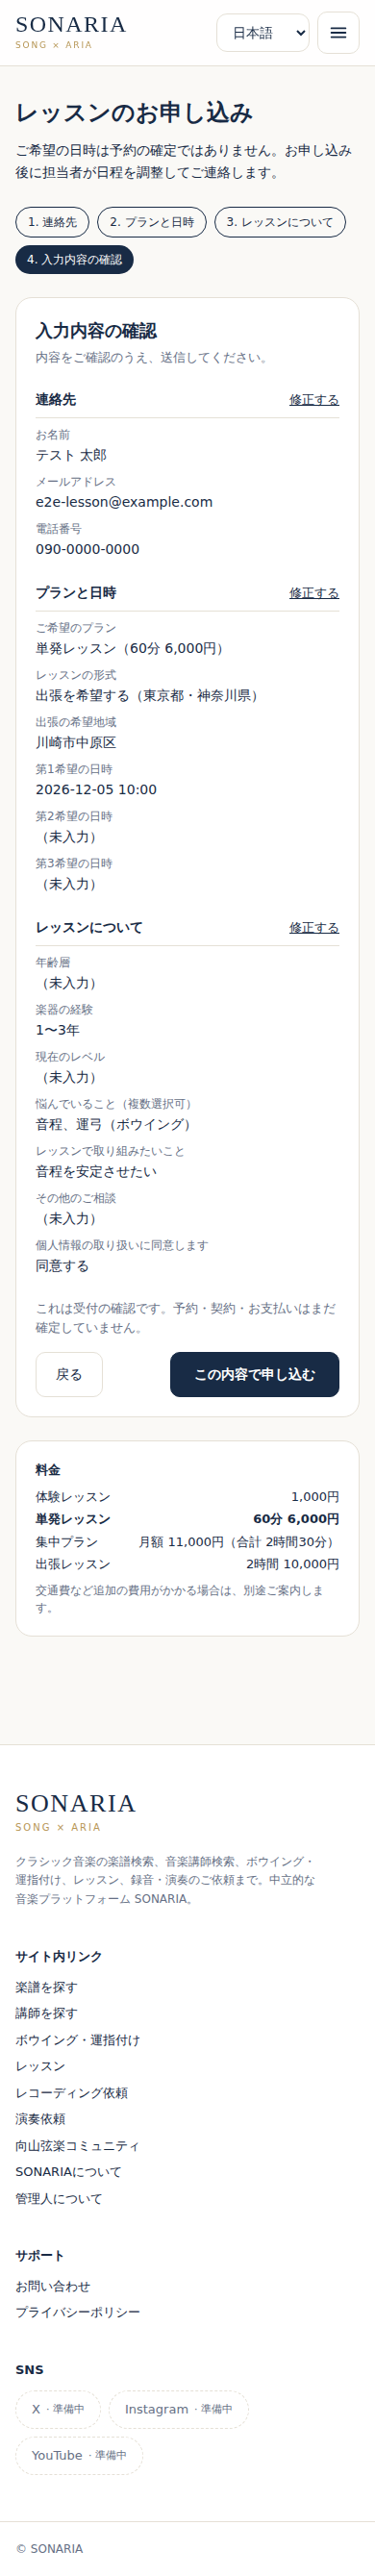 SONARIA
SONG × ARIA
日本語
レッスンのお申し込み
ご希望の日時は予約の確定ではありません。お申し込み
後に担当者が日程を調整してご連絡します。
1. 連絡先
2. プランと日時
3. レッスンについて
4. 入力内容の確認
入力内容の確認
内容をご確認のうえ、送信してください。
連絡先
修正する
お名前
テスト 太郎
メールアドレス
e2e-lesson@example.com
電話番号
090-0000-0000
プランと日時
修正する
ご希望のプラン
単発レッスン（60分 6,000円）
レッスンの形式
出張を希望する（東京都・神奈川県）
出張の希望地域
川崎市中原区
第1希望の日時
2026-12-05 10:00
第2希望の日時
（未入力）
第3希望の日時
（未入力）
レッスンについて
修正する
年齢層
（未入力）
楽器の経験
1〜3年
現在のレベル
（未入力）
悩んでいること（複数選択可）
音程、運弓（ボウイング）
レッスンで取り組みたいこと
音程を安定させたい
その他のご相談
（未入力）
個人情報の取り扱いに同意します
同意する
これは受付の確認です。予約・契約・お支払いはまだ
確定していません。
戻る
この内容で申し込む
料金
体験レッスン 1,000円
単発レッスン 60分 6,000円
集中プラン 月額 11,000円（合計 2時間30分）
出張レッスン 2時間 10,000円
交通費など追加の費用がかかる場合は、別途ご案内しま
す。
SONARIA
SONG × ARIA
クラシック音楽の楽譜検索、音楽講師検索、ボウイング・
運指付け、レッスン、録音・演奏のご依頼まで。中立的な
音楽プラットフォーム SONARIA。
サイト内リンク
楽譜を探す
講師を探す
ボウイング・運指付け
レッスン
レコーディング依頼
演奏依頼
向山弦楽コミュニティ
SONARIAについて
管理人について
サポート
お問い合わせ
プライバシーポリシー
SNS
X · 準備中
Instagram · 準備中
YouTube · 準備中
© SONARIA